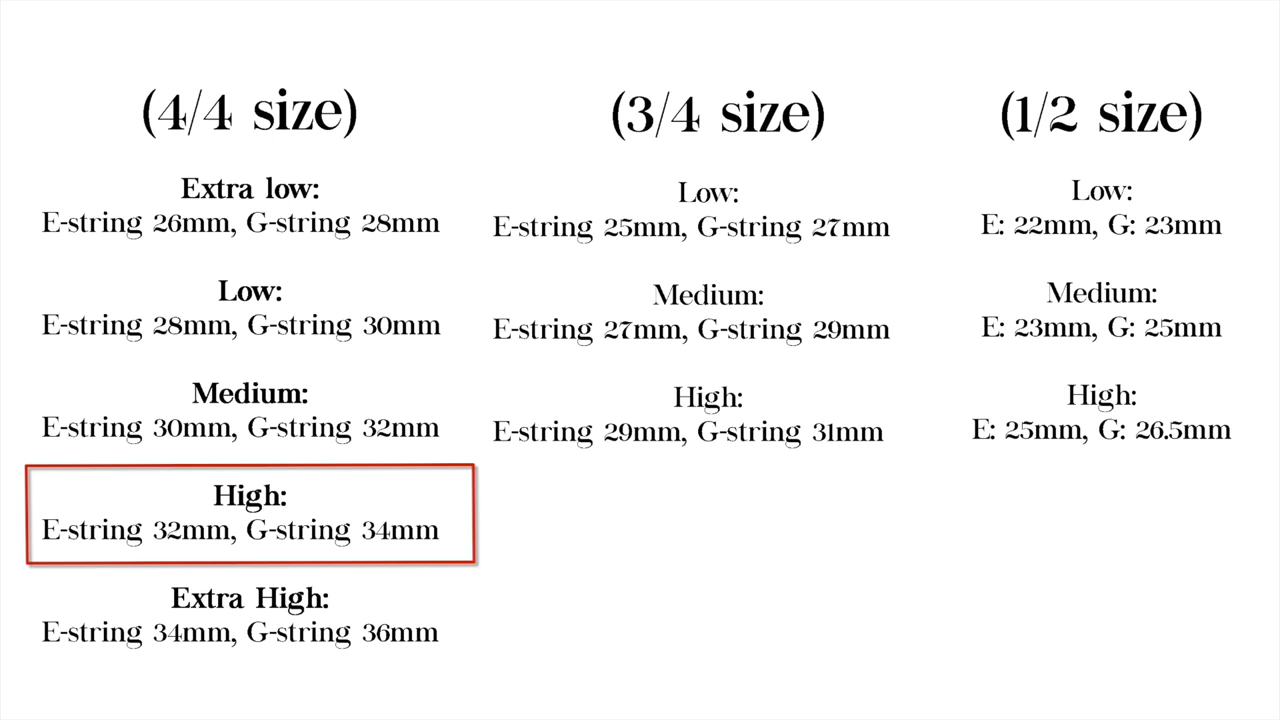 (4/4 size)
Extra low:
E-string 26mm, G-string 28mm
Low:
E-string 28mm, G-string 30mm
Medium:
E-string 30mm, G-string 32mm
High:
E-string 32mm, G-string 34mm
Extra High:
E-string 34mm, G-string 36mm
(3/4 size)
Low:
E-string 25mm, G-string 27mm
Medium:
E-string 27mm, G-string 29mm
High:
E-string 29mm, G-string 31mm
(1/2 size)
Low:
E: 22mm, G: 23mm
Medium:
E: 23mm, G: 25mm
High:
E: 25mm, G: 26.5mm